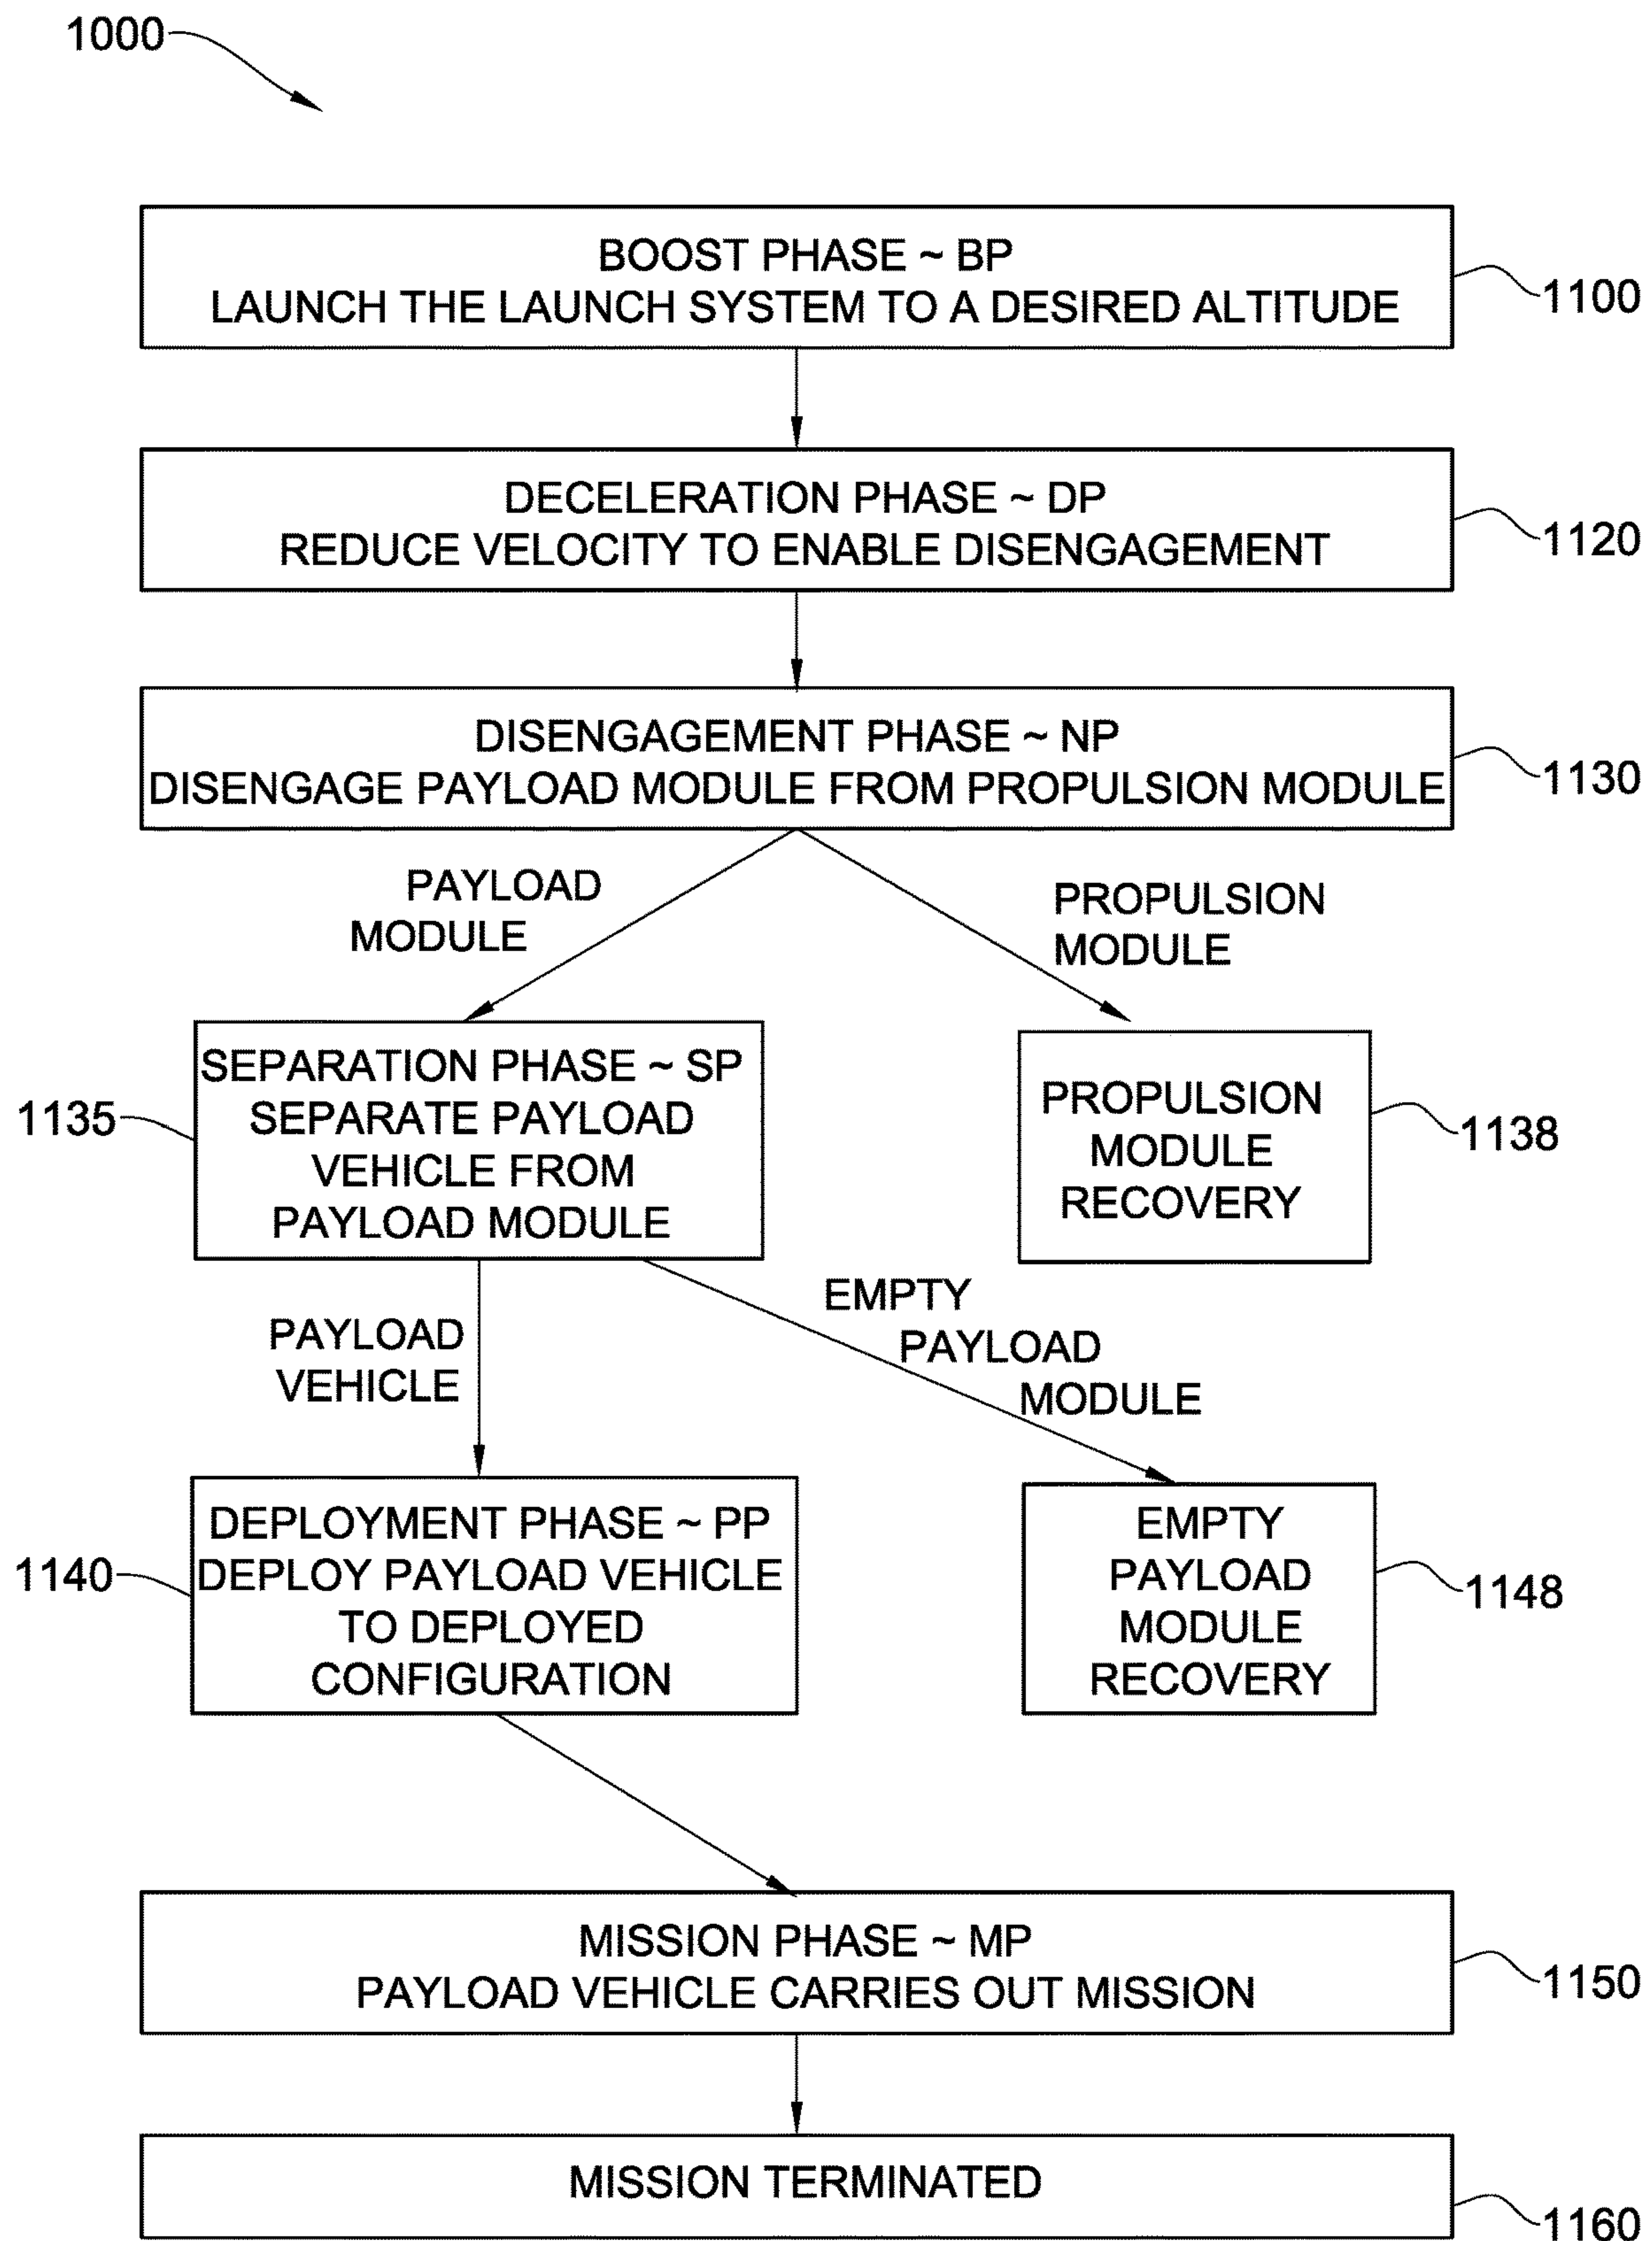 1000
BOOST PHASE ~ BP
LAUNCH THE LAUNCH SYSTEM TO A DESIRED ALTITUDE
1100
DECELERATION PHASE ~ DP
REDUCE VELOCITY TO ENABLE DISENGAGEMENT
1120
DISENGAGEMENT PHASE ~ NP
DISENGAGE PAYLOAD MODULE FROM PROPULSION MODULE
1130
PAYLOAD
MODULE
PROPULSION
MODULE
1135
SEPARATION PHASE ~ SP
SEPARATE PAYLOAD
VEHICLE FROM
PAYLOAD MODULE
PROPULSION
MODULE
RECOVERY
1138
PAYLOAD
VEHICLE
EMPTY
PAYLOAD
MODULE
1140
DEPLOYMENT PHASE ~ PP
DEPLOY PAYLOAD VEHICLE
TO DEPLOYED
CONFIGURATION
EMPTY
PAYLOAD
MODULE
RECOVERY
1148
MISSION PHASE ~ MP
PAYLOAD VEHICLE CARRIES OUT MISSION
1150
MISSION TERMINATED
1160